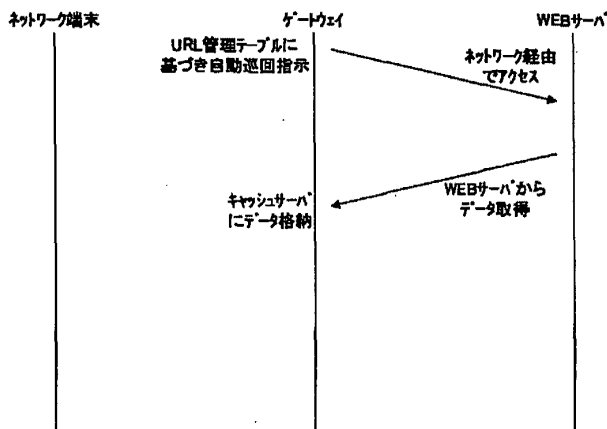 ネットワーク端末
ゲートウェイ
WEBサーバ
URL管理テーブルに
基づき自動巡回指示
ネットワーク経由
でアクセス
WEBサーバから
データ取得
キャッシュサーバ
にデータ格納